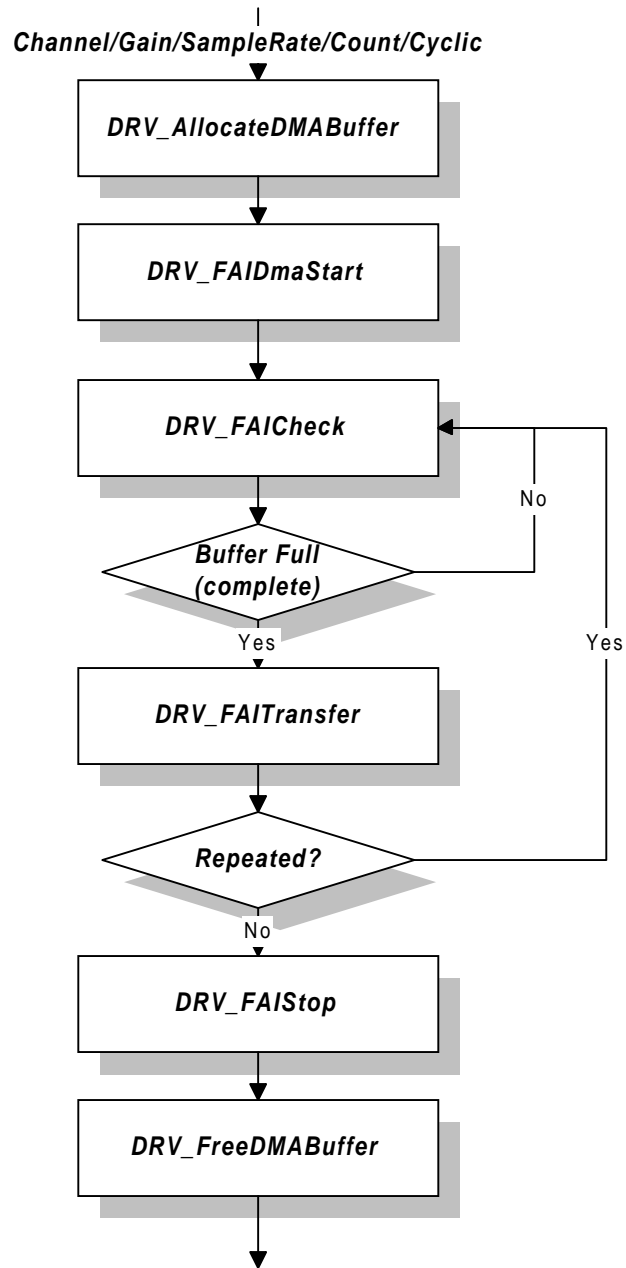 Channel/Gain/SampleRate/Count/Cyclic
DRV_AllocateDMABuffer
DRV_FAIDmaStart
DRV_FAICheck
No
Buffer Full
(complete)
Yes
Yes
DRV_FAITransfer
Repeated?
No
DRV_FAIStop
DRV_FreeDMABuffer